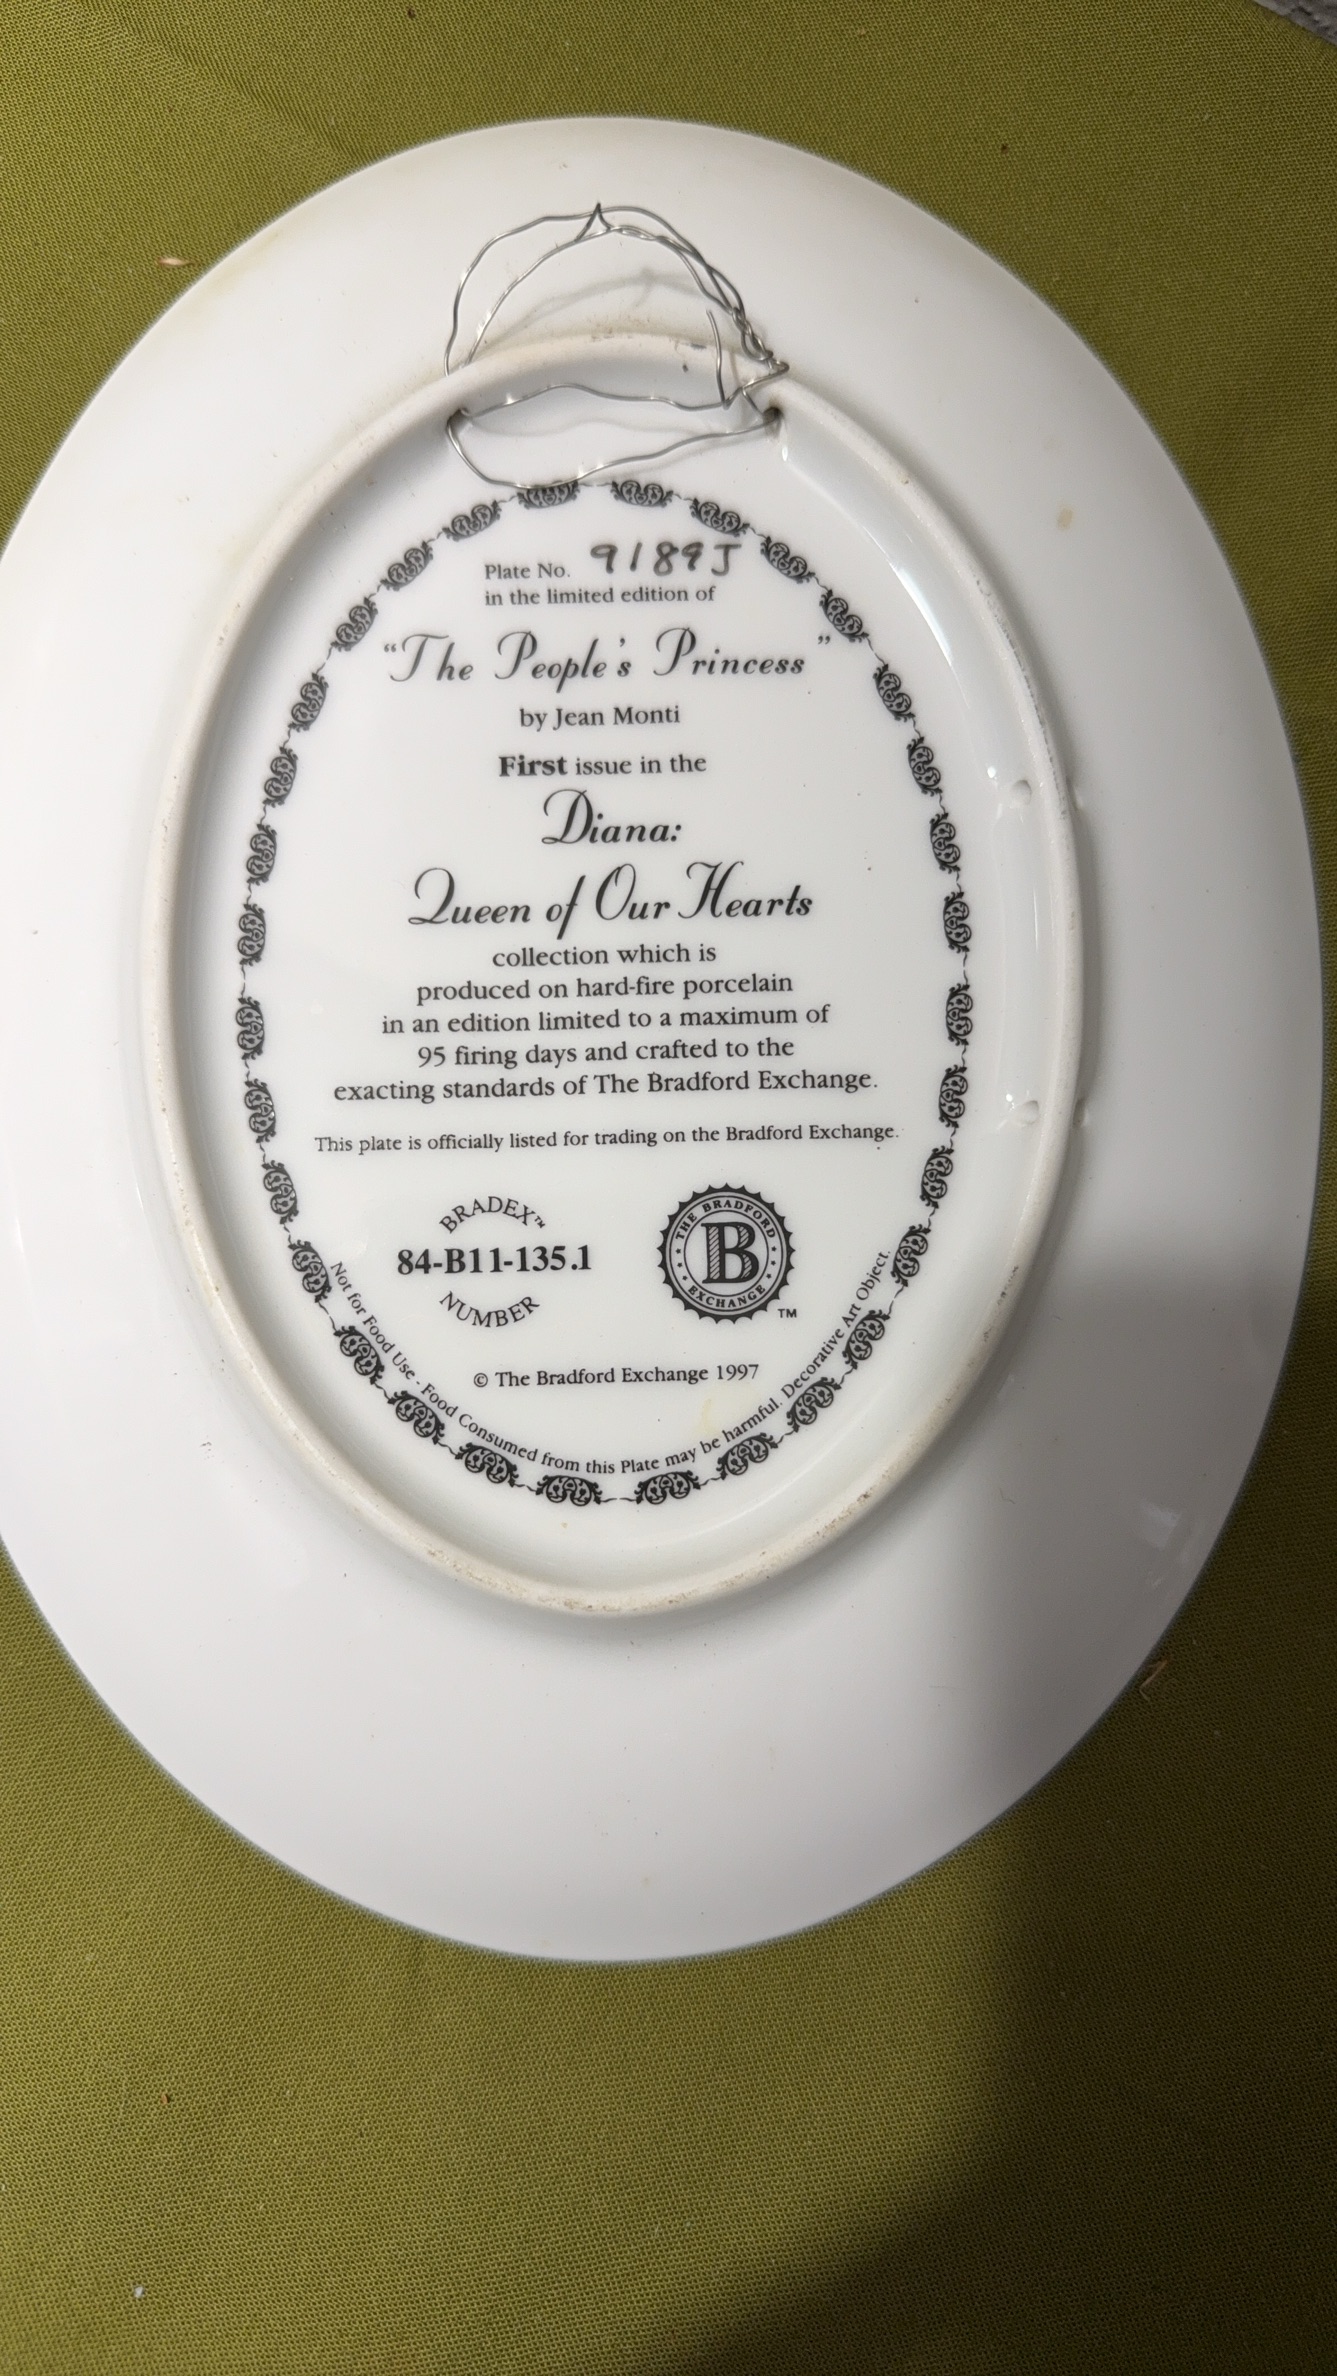 Plate No. 9189J
in the limited edition of
“The People's Princess”
by Jean Monti
First issue in the
Diana:
Queen of Our Hearts
collection which is
produced on hard-fire porcelain
in an edition limited to a maximum of
95 firing days and crafted to the
exacting standards of The Bradford Exchange.
This plate is officially listed for trading on the Bradford Exchange.
BRADEX™
84-B11-135.1
NUMBER
THE BRADFORD
B
EXCHANGE
™
© The Bradford Exchange 1997
Not for Food Use - Food Consumed from this Plate may be harmful. Decorative Art Object.